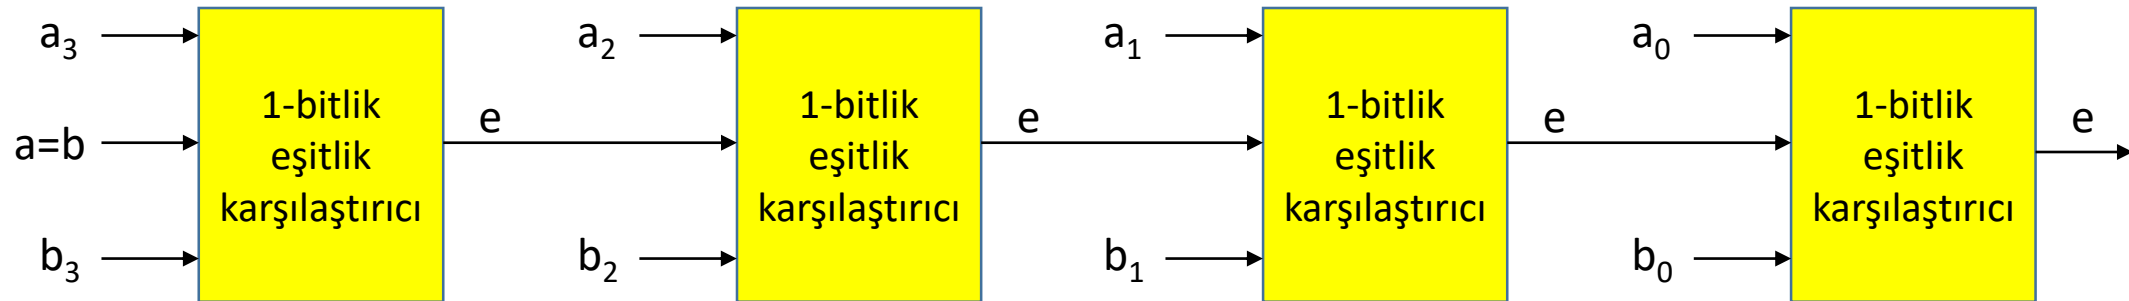 a₃
a=b
b₃
1-bitlik
eşitlik
karşılaştırıcı
e
a₂
b₂
1-bitlik
eşitlik
karşılaştırıcı
e
a₁
b₁
1-bitlik
eşitlik
karşılaştırıcı
e
a₀
b₀
1-bitlik
eşitlik
karşılaştırıcı
e